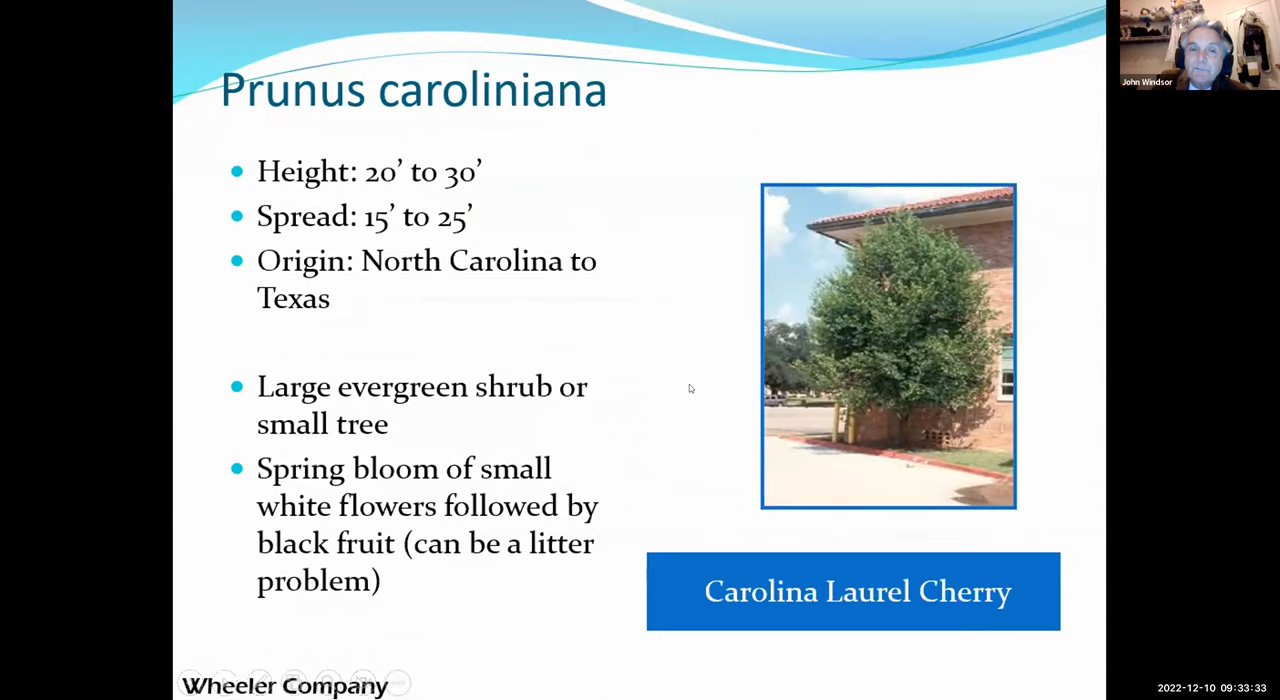 John Windsor
Prunus caroliniana
Height: 20’ to 30’
Spread: 15’ to 25’
Origin: North Carolina to
Texas
Large evergreen shrub or
small tree
Spring bloom of small
white flowers followed by
black fruit (can be a litter
problem)
Carolina Laurel Cherry
Wheeler Company
2022-12-10 09:33:33